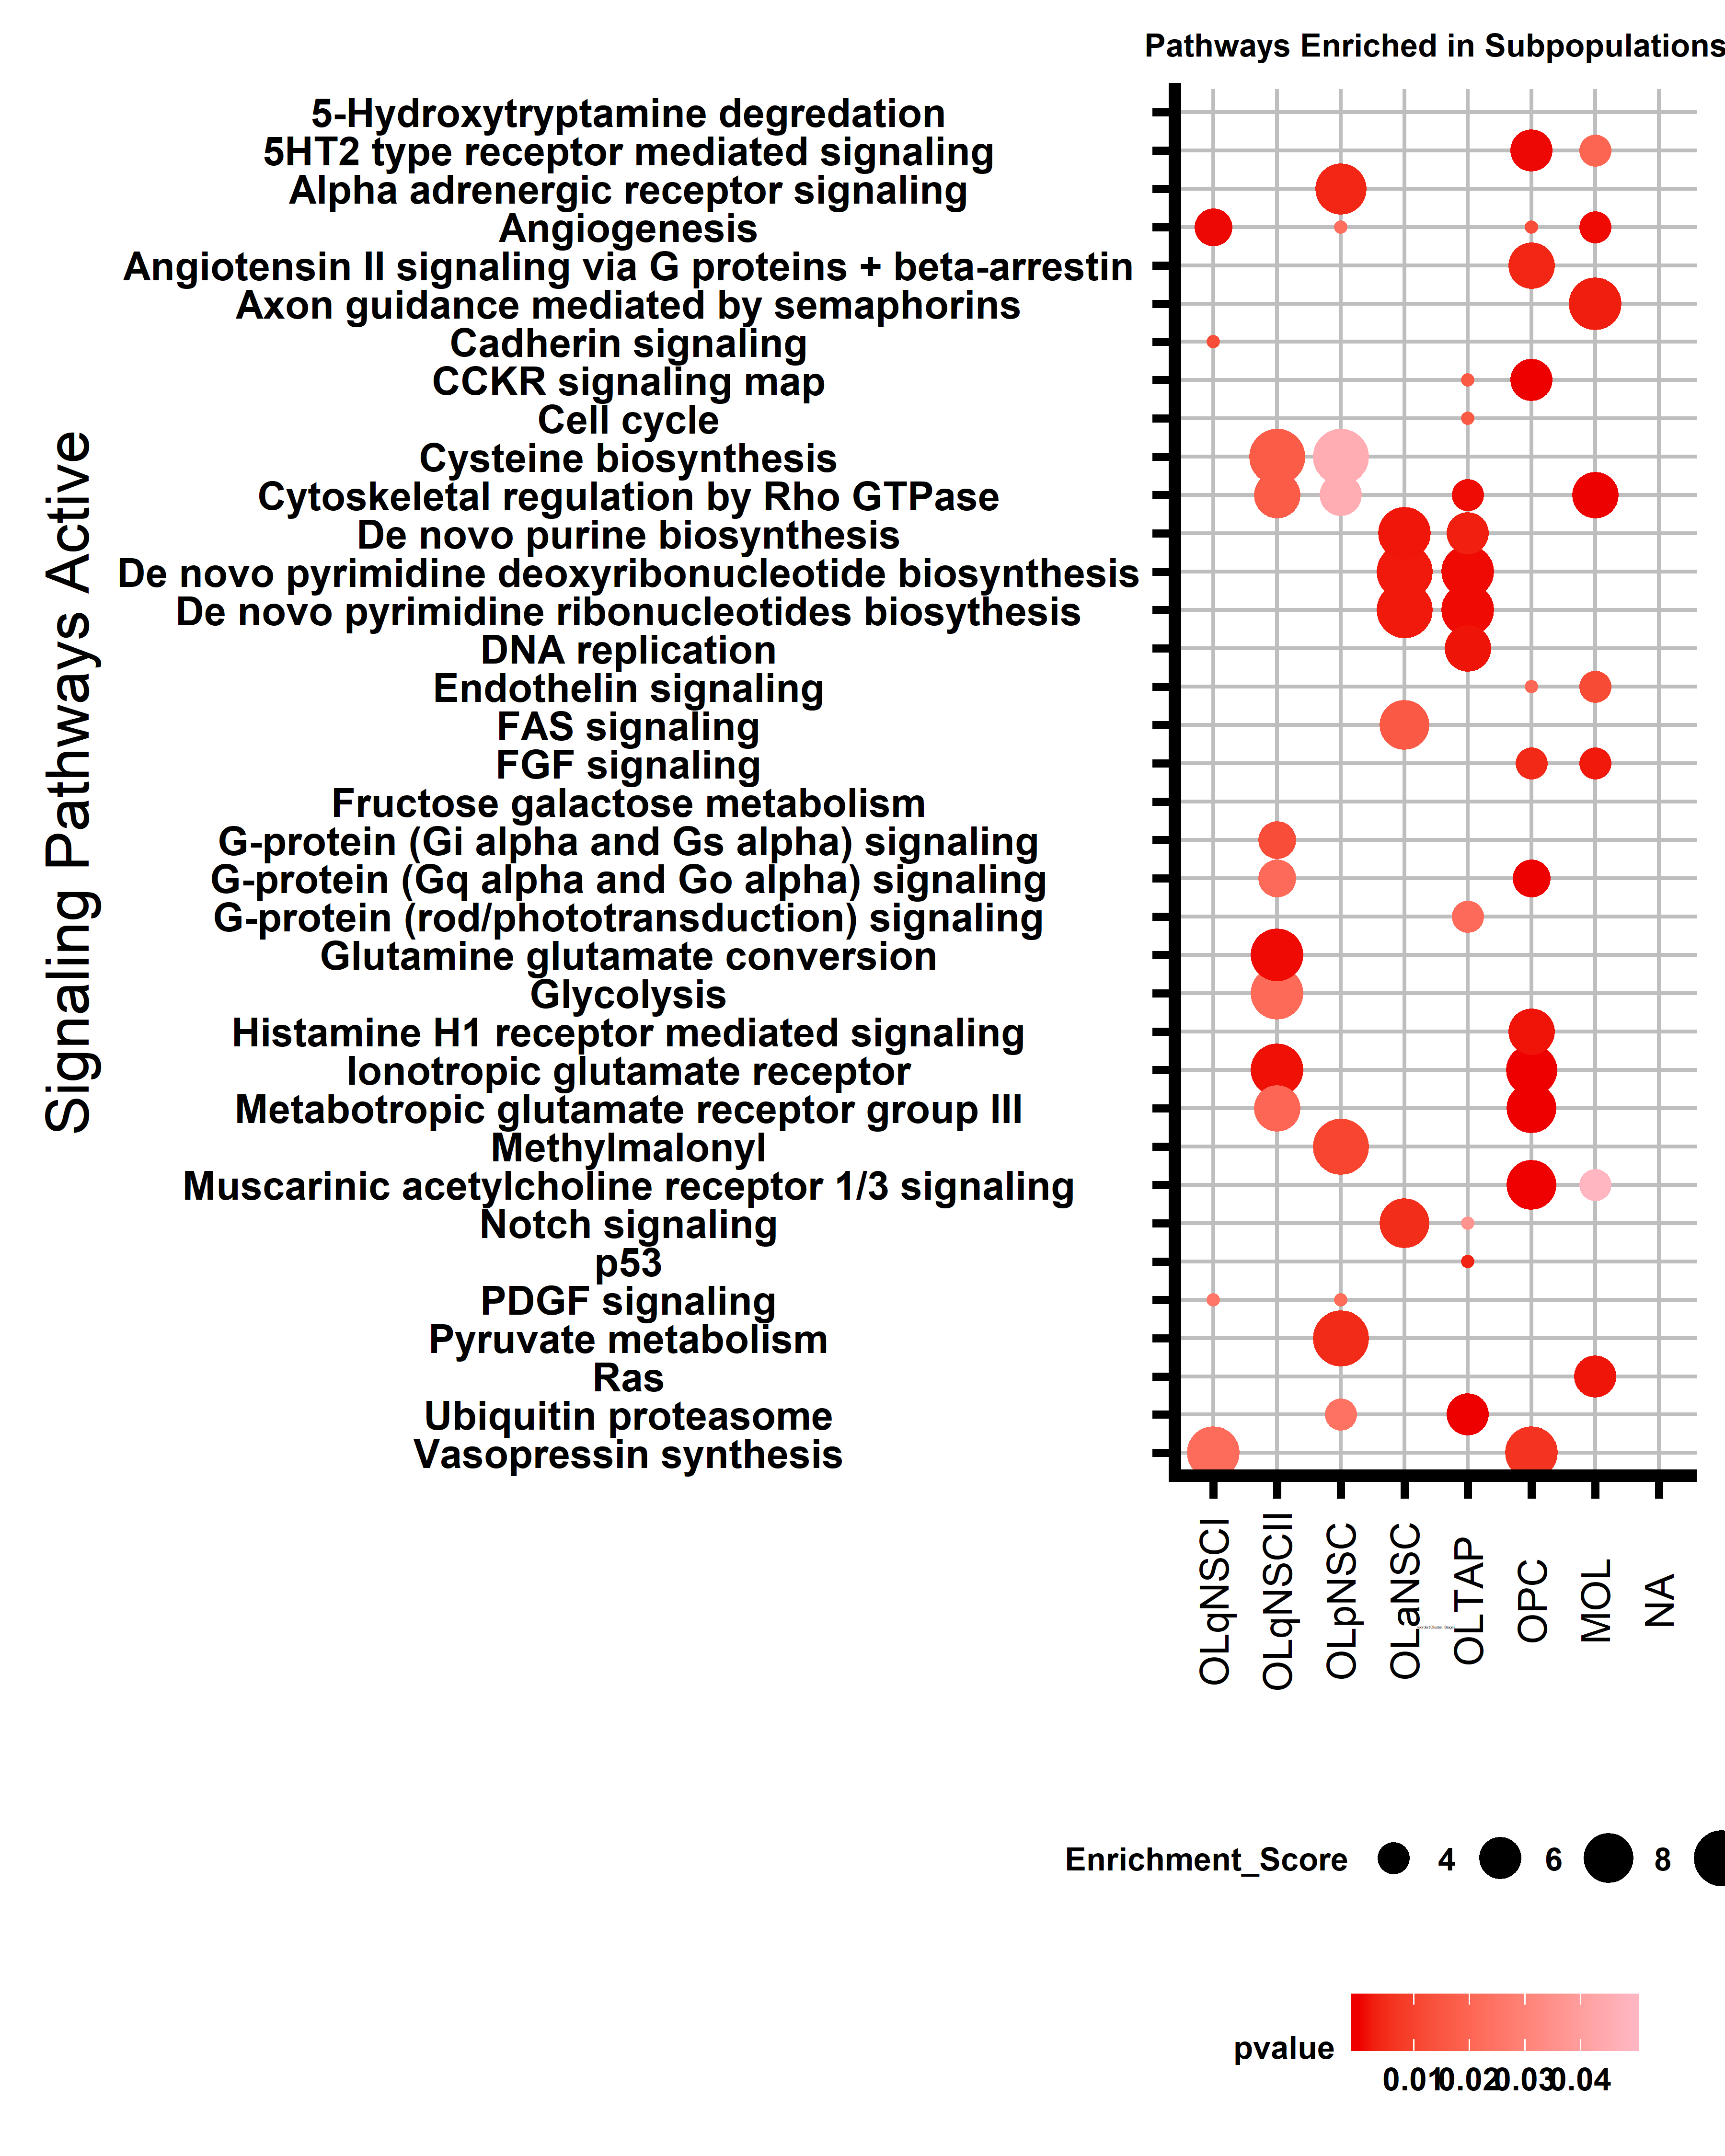 Pathways Enriched in Subpopulations
Signaling Pathways Active
5-Hydroxytryptamine degredation
5HT2 type receptor mediated signaling
Alpha adrenergic receptor signaling
Angiogenesis
Angiotensin II signaling via G proteins + beta-arrestin
Axon guidance mediated by semaphorins
Cadherin signaling
CCKR signaling map
Cell cycle
Cysteine biosynthesis
Cytoskeletal regulation by Rho GTPase
De novo purine biosynthesis
De novo pyrimidine deoxyribonucleotide biosynthesis
De novo pyrimidine ribonucleotides biosythesis
DNA replication
Endothelin signaling
FAS signaling
FGF signaling
Fructose galactose metabolism
G-protein (Gi alpha and Gs alpha) signaling
G-protein (Gq alpha and Go alpha) signaling
G-protein (rod/phototransduction) signaling
Glutamine glutamate conversion
Glycolysis
Histamine H1 receptor mediated signaling
Ionotropic glutamate receptor
Metabotropic glutamate receptor group III
Methylmalonyl
Muscarinic acetylcholine receptor 1/3 signaling
Notch signaling
p53
PDGF signaling
Pyruvate metabolism
Ras
Ubiquitin proteasome
Vasopressin synthesis
OLqNSCI
OLqNSCII
OLpNSC
OLaNSC
OLTAP
OPC
MOL
NA
Enrichment_Score 4 6 8
pvalue
0.01 0.02 0.03 0.04